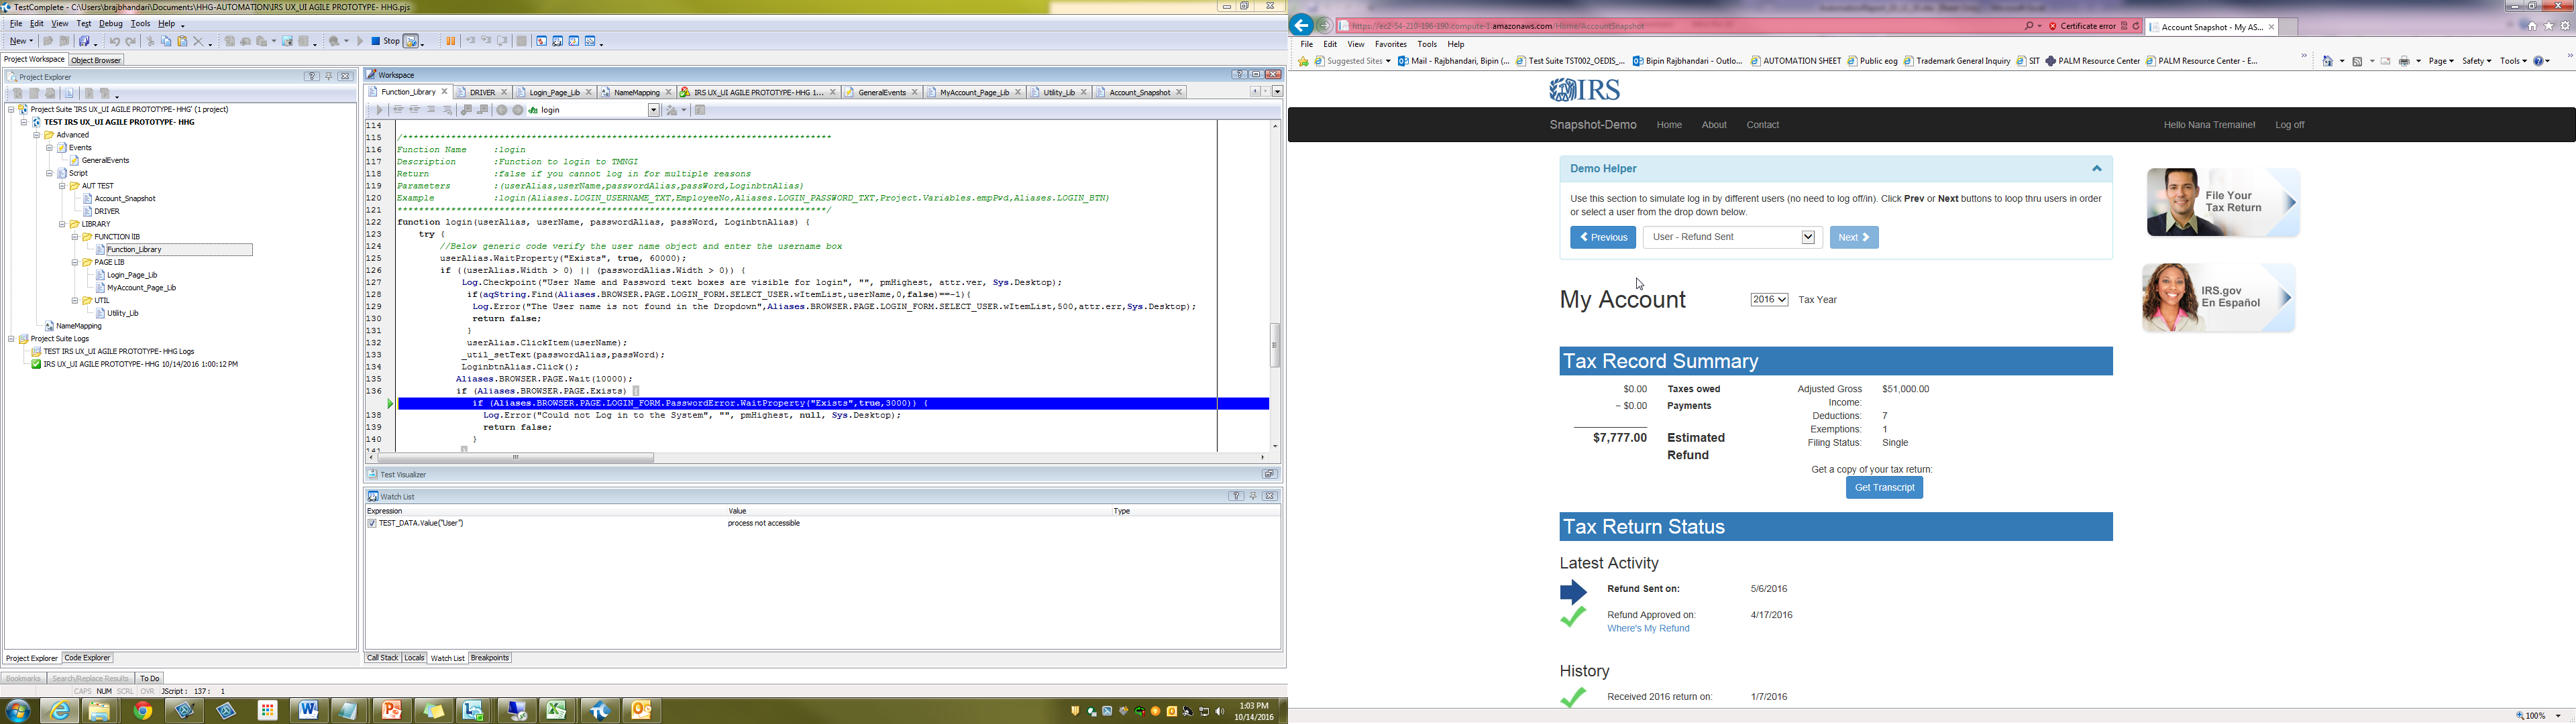 TestComplete - C:\Users\brajbhandari\Documents\HHG-AUTOMATION\IRS UX_UI AGILE PROTOTYPE- HHG.pjs
File Edit View Test Debug Tools Help
New Stop
Project Workspace Object Browser
Project Explorer
Project Suite 'IRS UX_UI AGILE PROTOTYPE-HHG' (1 project)
TEST IRS UX_UI AGILE PROTOTYPE- HHG
Advanced
Events
GeneralEvents
Script
AUT TEST
Account_Snapshot
DRIVER
LIBRARY
FUNCTION lIB
Function_Library
PAGE LIB
Login_Page_Lib
MyAccount_Page_Lib
UTIL
Utility_Lib
NameMapping
Project Suite Logs
TEST IRS UX_UI AGILE PROTOTYPE- HHG Logs
IRS UX_UI AGILE PROTOTYPE- HHG 10/14/2016 1:00:12 PM
Project Explorer Code Explorer
Bookmarks Search/Replace Results To Do
CAPS NUM SCRL OVR JScript : 137 : 1
Workspace
Function_Library DRIVER Login_Page_Lib NameMapping IRS UX_UI AGILE PROTOTYPE- HHG 1... GeneralEvents MyAccount_Page_Lib Utility_Lib Account_Snapshot
login
114
115 /********************************************************************************
116 Function Name :login
117 Description :Function to login to TMNGI
118 Return :false if you cannot log in for multiple reasons
119 Parameters :(userAlias,userName,passwordAlias,passWord,LoginbtnAlias)
120 Example :login(Aliases.LOGIN_USERNAME_TXT,EmployeeNo,Aliases.LOGIN_PASSWORD_TXT,Project.Variables.empPvd,Aliases.LOGIN_BTN)
121 ********************************************************************************/
122 function login(userAlias, userName, passwordAlias, passWord, LoginbtnAlias) {
123 try {
124 //Below generic code verify the user name object and enter the username box
125 userAlias.WaitProperty("Exists", true, 60000);
126 if ((userAlias.Width > 0) || (passwordAlias.Width > 0)) {
127 Log.Checkpoint("User Name and Password text boxes are visible for login", "", pmHighest, attr.ver, Sys.Desktop);
128 if(aqString.Find(Aliases.BROWSER.PAGE.LOGIN_FORM.SELECT_USER.wItemList,userName,0,false)==-1){
129 Log.Error("The User name is not found in the Dropdown",Aliases.BROWSER.PAGE.LOGIN_FORM.SELECT_USER.wItemList,500,attr.err,Sys.Desktop);
130 return false;
131 }
132 userAlias.ClickItem(userName);
133 _util_setText(passwordAlias,passWord);
134 LoginbtnAlias.Click();
135 Aliases.BROWSER.PAGE.Wait(10000);
136 if (Aliases.BROWSER.PAGE.Exists) {
if (Aliases.BROWSER.PAGE.LOGIN_FORM.PasswordError.WaitProperty("Exists",true,3000)) {
138 Log.Error("Could not Log in to the System", "", pmHighest, null, Sys.Desktop);
139 return false;
140 }
141 }
Test Visualizer
Watch List
Expression Value Type
TEST_DATA.Value("User") process not accessible
Call Stack Locals Watch List Breakpoints
1:03 PM
10/14/2016
https://ec2-54-210-196-190.compute-1.amazonaws.com/Home/AccountSnapshot Certificate error Account Snapshot - My AS...
File Edit View Favorites Tools Help
Suggested Sites Mail - Rajbhandari, Bipin (... Test Suite TST002_OEDIS_... Bipin Rajbhandari - Outlo... AUTOMATION SHEET Public eog Trademark General Inquiry SIT PALM Resource Center PALM Resource Center - E... Page Safety Tools
IRS
Snapshot-Demo Home About Contact Hello Nana Tremaine! Log off
Demo Helper
Use this section to simulate log in by different users (no need to log off/in). Click Prev or Next buttons to loop thru users in order
or select a user from the drop down below.
Previous User - Refund Sent Next
File Your
Tax Return
IRS.gov
En Español
My Account 2016 Tax Year
Tax Record Summary
$0.00 Taxes owed
− $0.00 Payments
$7,777.00 Estimated
Refund
Adjusted Gross $51,000.00
Income:
Deductions: 7
Exemptions: 1
Filing Status: Single
Get a copy of your tax return:
Get Transcript
Tax Return Status
Latest Activity
Refund Sent on: 5/6/2016
Refund Approved on: 4/17/2016
Where's My Refund
History
Received 2016 return on: 1/7/2016
100%